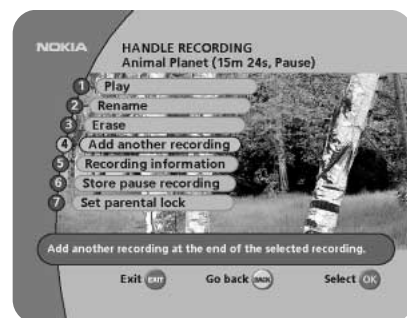 NOKIA
HANDLE RECORDING
Animal Planet (15m 24s, Pause)
1 Play
2 Rename
3 Erase
4 Add another recording
5 Recording information
6 Store pause recording
7 Set parental lock
Add another recording at the end of the selected recording.
Exit EXIT Go back BACK Select OK